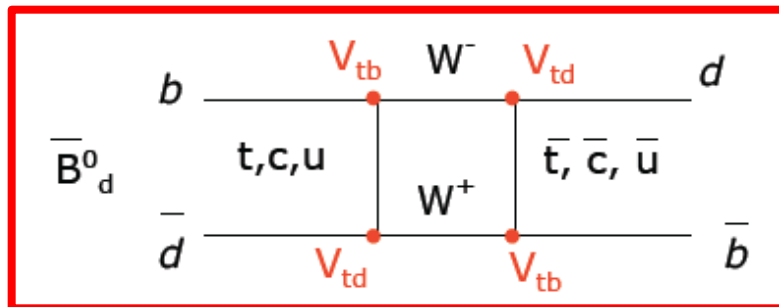 V_tb W⁻ V_td
b d
B̅⁰_d t,c,u t̅, c̅, u̅
W⁺
d̅ b̅
V_td V_tb